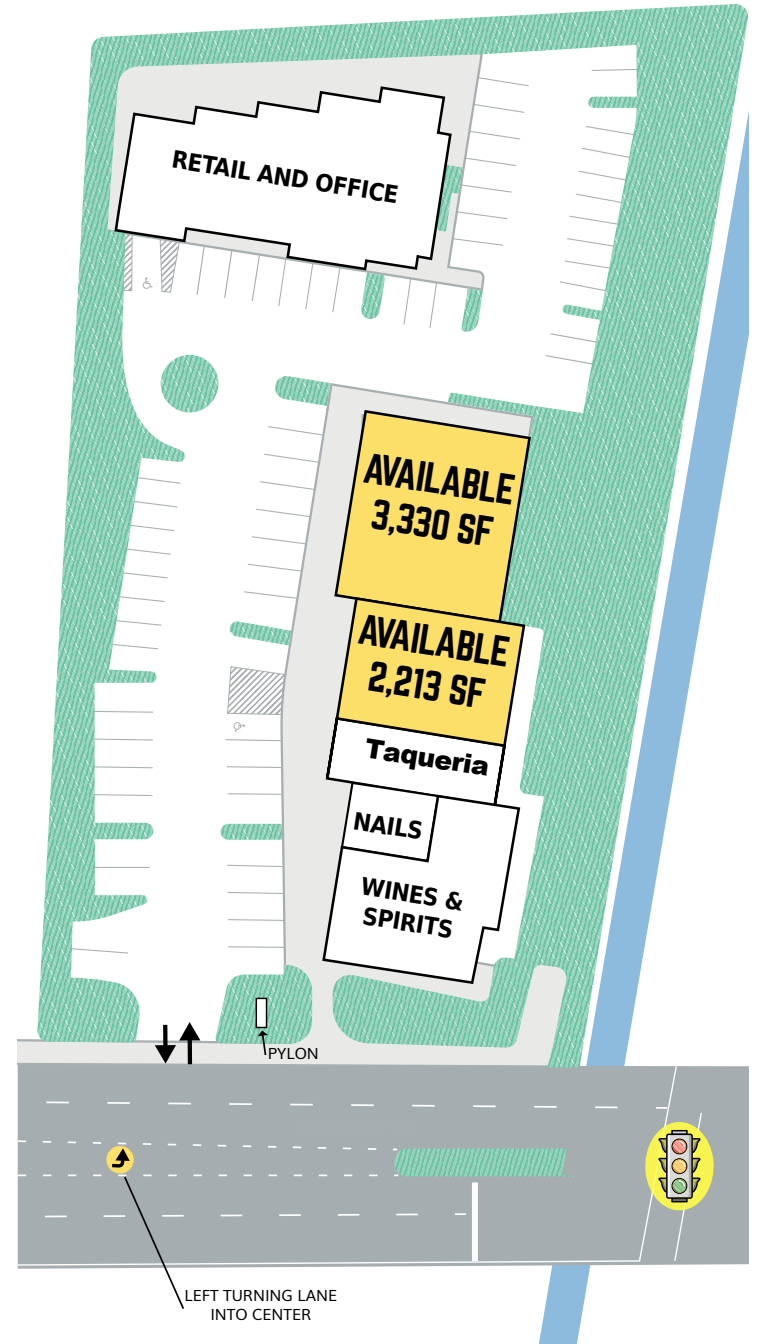 RETAIL AND OFFICE
AVAILABLE
3,330 SF
AVAILABLE
2,213 SF
Taqueria
NAILS
WINES &
SPIRITS
PYLON
LEFT TURNING LANE
INTO CENTER